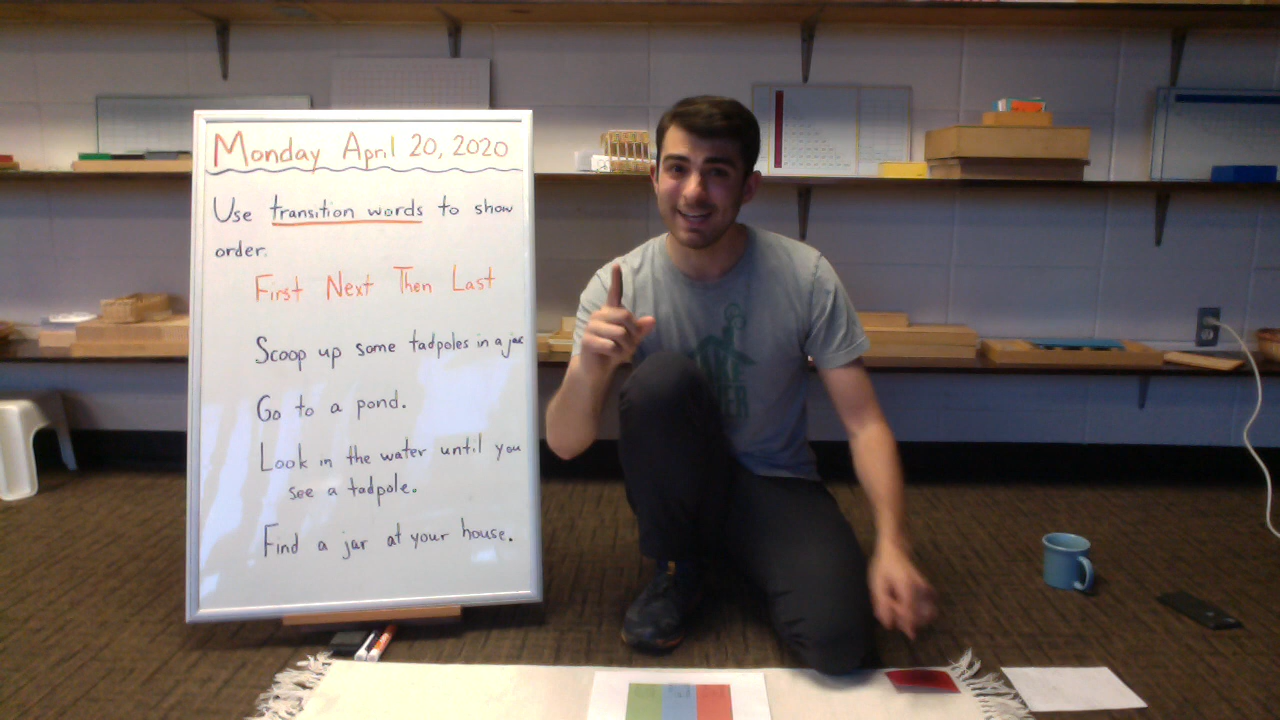 Monday April 20, 2020
Use transition words to show
order.
First Next Then Last
Scoop up some tadpoles in a jar
Go to a pond.
Look in the water until you
see a tadpole.
Find a jar at your house.